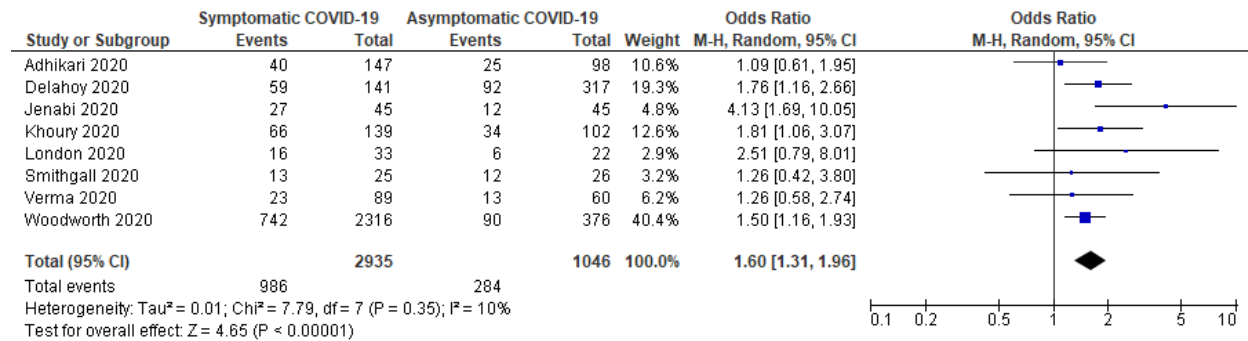 Symptomatic COVID-19 Asymptomatic COVID-19 Odds Ratio Odds Ratio
Study or Subgroup Events Total Events Total Weight M-H, Random, 95% CI M-H, Random, 95% CI
Adhikari 2020 40 147 25 98 10.6% 1.09 [0.61, 1.95]
Delahoy 2020 59 141 92 317 19.3% 1.76 [1.16, 2.66]
Jenabi 2020 27 45 12 45 4.8% 4.13 [1.69, 10.05]
Khoury 2020 66 139 34 102 12.6% 1.81 [1.06, 3.07]
London 2020 16 33 6 22 2.9% 2.51 [0.79, 8.01]
Smithgall 2020 13 25 12 26 3.2% 1.26 [0.42, 3.80]
Verma 2020 23 89 13 60 6.2% 1.26 [0.58, 2.74]
Woodworth 2020 742 2316 90 376 40.4% 1.50 [1.16, 1.93]
Total (95% CI) 2935 1046 100.0% 1.60 [1.31, 1.96]
Total events 986 284
Heterogeneity: Tau² = 0.01; Chi² = 7.79, df = 7 (P = 0.35); I² = 10%
Test for overall effect: Z = 4.65 (P < 0.00001)
0.1 0.2 0.5 1 2 5 10